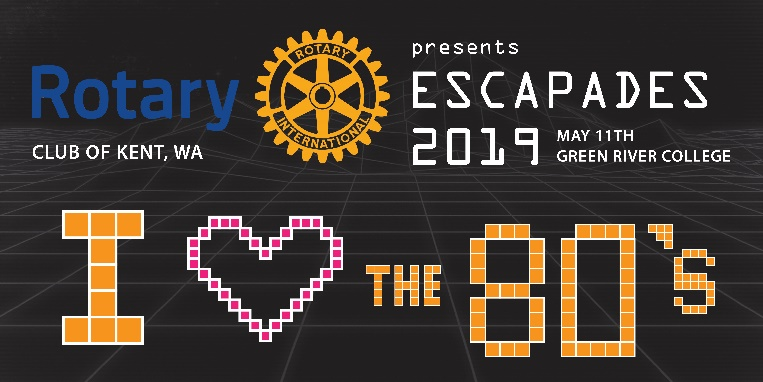 Rotary
CLUB OF KENT, WA
ROTARY
INTERNATIONAL
presents
ESCAPADES
2019
MAY 11TH
GREEN RIVER COLLEGE
I THE 80`s